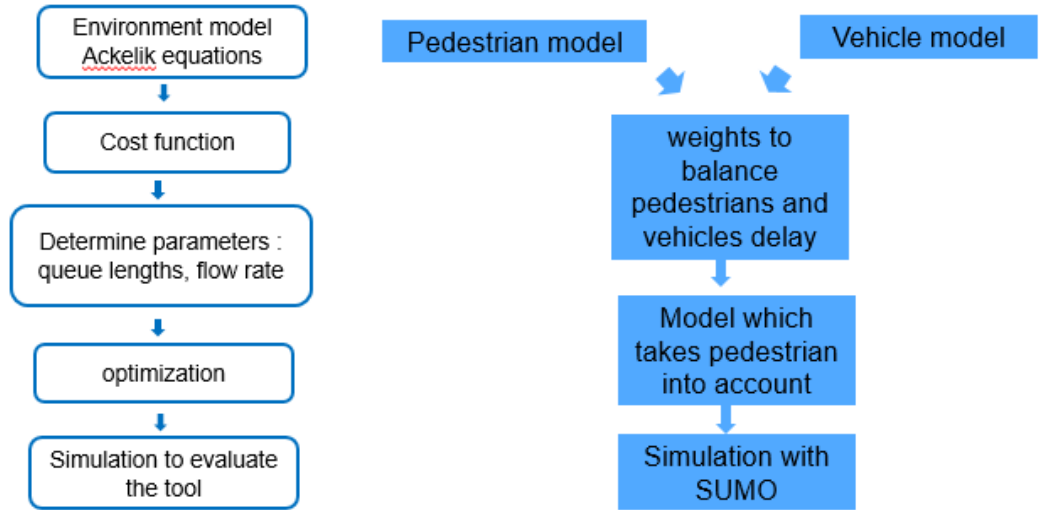 Environment model
Ackelik equations
Cost function
Determine parameters :
queue lengths, flow rate
optimization
Simulation to evaluate
the tool
Pedestrian model
Vehicle model
weights to
balance
pedestrians and
vehicles delay
Model which
takes pedestrian
into account
Simulation with
SUMO